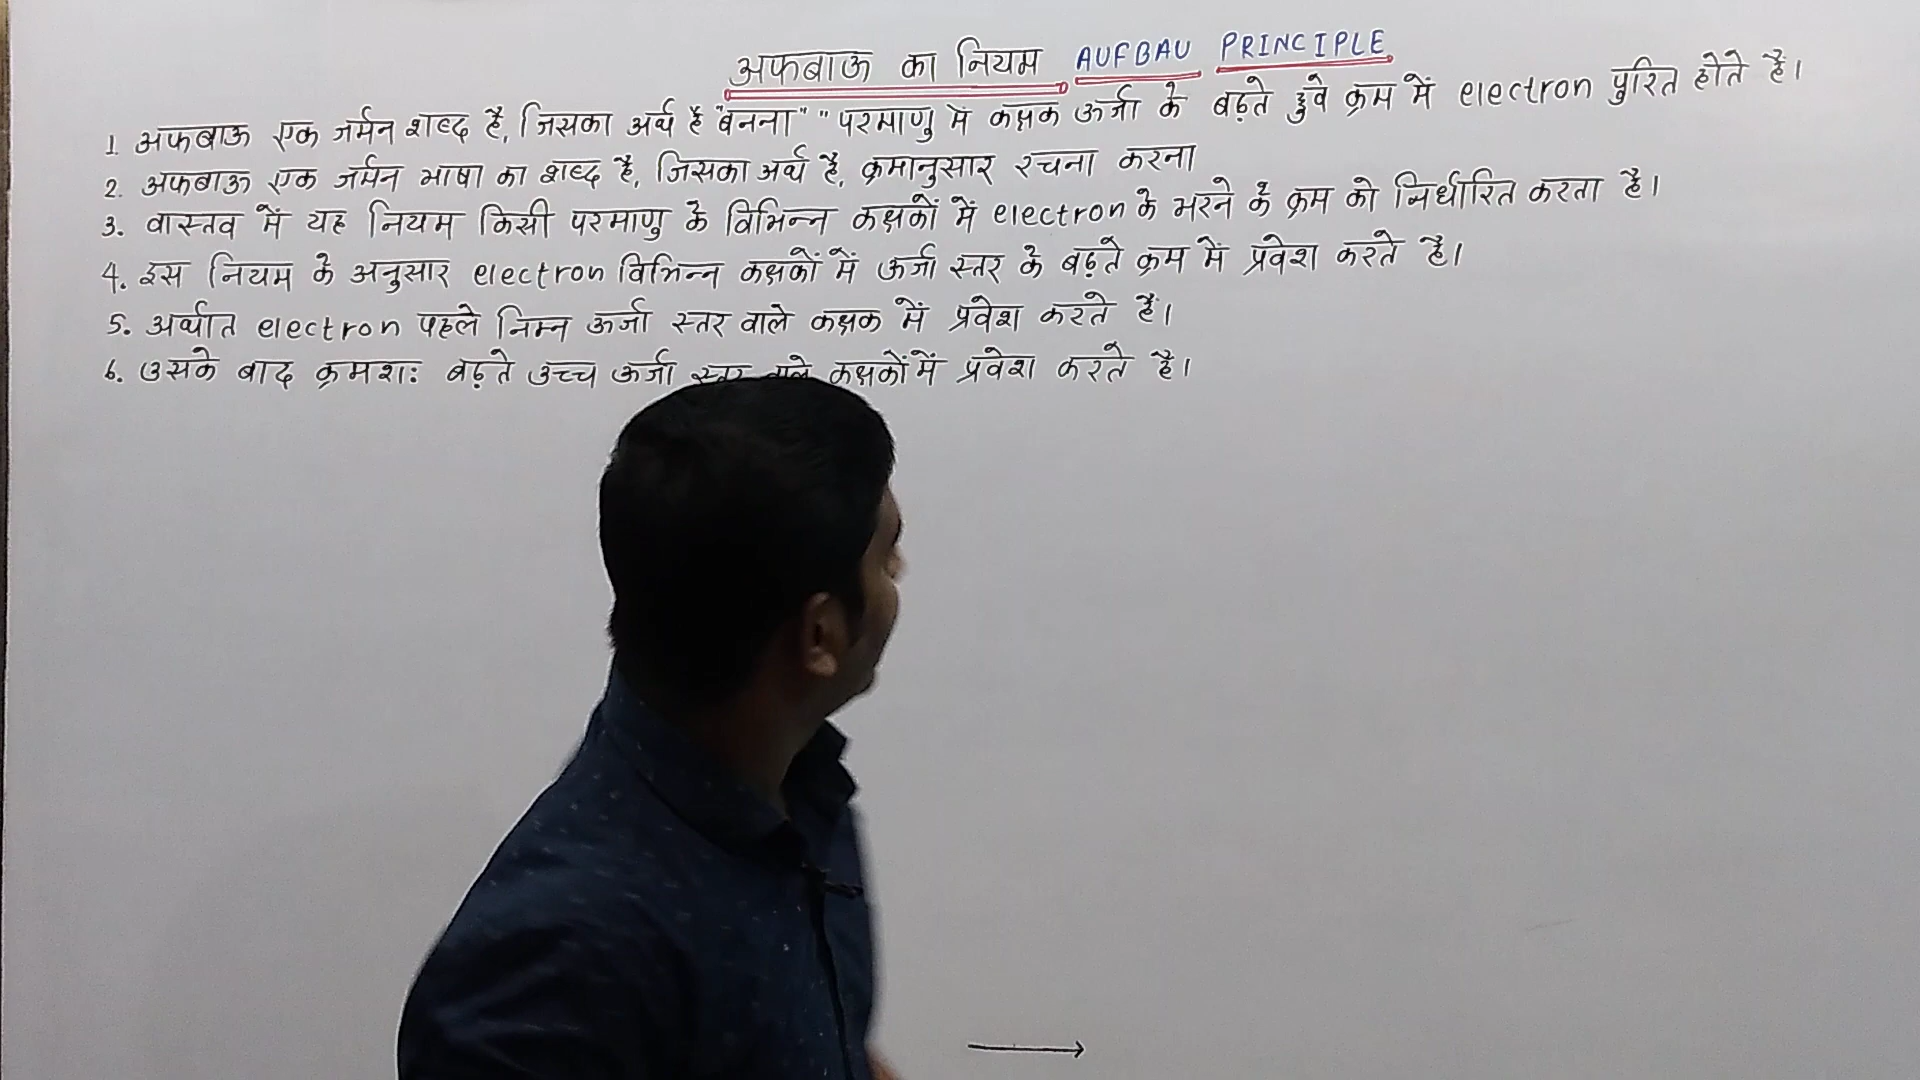 अफबाऊ का नियम AUFBAU PRINCIPLE
1 अफबाऊ एक जर्मन शब्द है, जिसका अर्थ है "बनना" "परमाणु में कक्षक ऊर्जा के बढ़ते हुवे क्रम में electron पुरित होते है।
2. अफबाऊ एक जर्मन भाषा का शब्द है, जिसका अर्थ है, क्रमानुसार रचना करना
3. वास्तव में यह नियम किसी परमाणु के विभिन्न कक्षकों में electron के भरने के क्रम को निर्धारित करता है।
4. इस नियम के अनुसार electron विभिन्न कक्षकों में ऊर्जा स्तर के बढ़ते क्रम में प्रवेश करते है।
5. अर्थात electron पहले निम्न ऊर्जा स्तर वाले कक्षक में प्रवेश करते है।
6. उसके बाद क्रमशः बढ़ते उच्च ऊर्जा स्तर वाले कक्षकों में प्रवेश करते है।